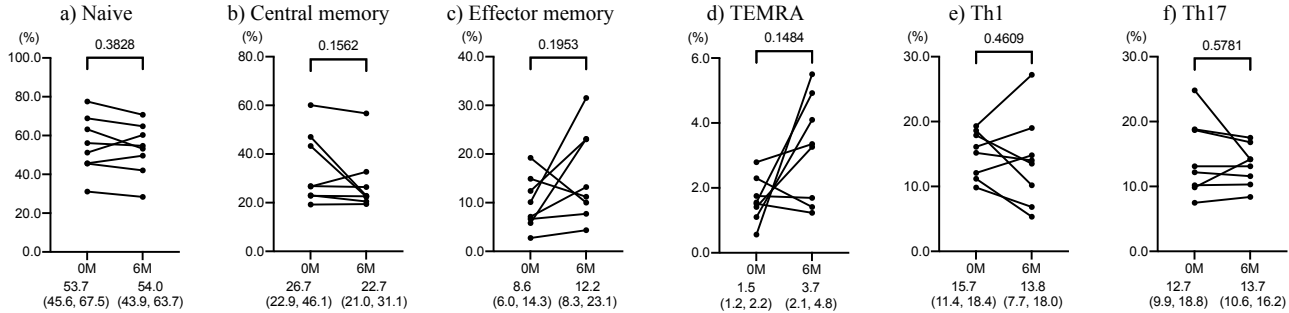 a) Naive
(%)
0.3828
100.0
80.0
60.0
40.0
20.0
0.0
0M 6M
53.7 54.0
(45.6, 67.5) (43.9, 63.7)
b) Central memory
(%)
0.1562
80.0
60.0
40.0
20.0
0.0
0M 6M
26.7 22.7
(22.9, 46.1) (21.0, 31.1)
c) Effector memory
(%)
0.1953
40.0
30.0
20.0
10.0
0.0
0M 6M
8.6 12.2
(6.0, 14.3) (8.3, 23.1)
d) TEMRA
(%)
0.1484
6.0
4.0
2.0
0.0
0M 6M
1.5 3.7
(1.2, 2.2) (2.1, 4.8)
e) Th1
(%)
0.4609
30.0
20.0
10.0
0.0
0M 6M
15.7 13.8
(11.4, 18.4) (7.7, 18.0)
f) Th17
(%)
0.5781
30.0
20.0
10.0
0.0
0M 6M
12.7 13.7
(9.9, 18.8) (10.6, 16.2)